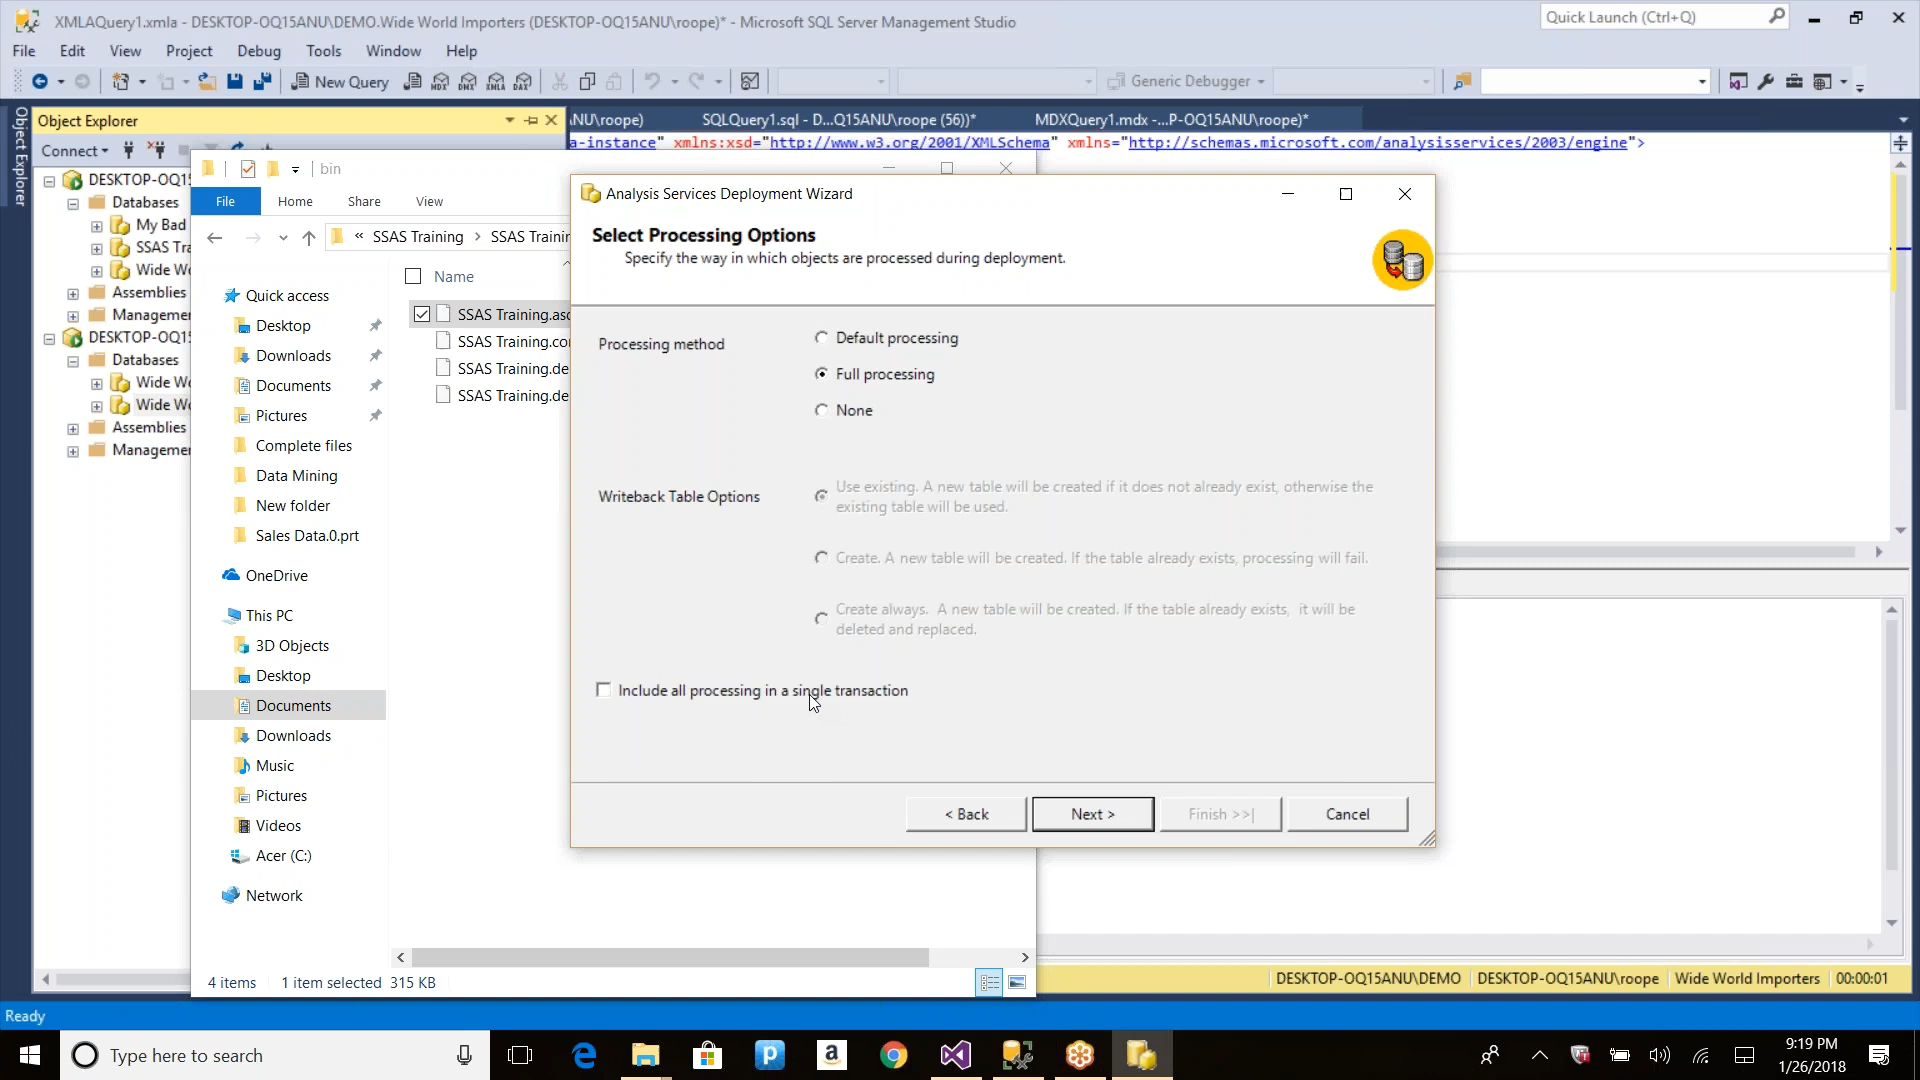 XMLAQuery1.xmla - DESKTOP-OQ15ANU\DEMO.Wide World Importers (DESKTOP-OQ15ANU\roope)* - Microsoft SQL Server Management Studio
Quick Launch (Ctrl+Q)
File Edit View Project Debug Tools Window Help
New Query
MDX DMX XMLA DAX
Generic Debugger
Object Explorer
Object Explorer
NU\roope)
SQLQuery1.sql - D...Q15ANU\roope (56))*
MDXQuery1.mdx -...P-OQ15ANU\roope)*
Connect
a-instance" xmlns:xsd="http://www.w3.org/2001/XMLSchema" xmlns="http://schemas.microsoft.com/analysisservices/2003/engine">
DESKTOP-OQ15
Databases
My Bad
SSAS Tra
Wide Wo
Assemblies
Managemen
DESKTOP-OQ15
Databases
Wide Wo
Wide Wo
Assemblies
Managemen
bin
File Home Share View
« SSAS Training > SSAS Trainin
Name
Quick access
Desktop
Downloads
Documents
Pictures
Complete files
Data Mining
New folder
Sales Data.0.prt
OneDrive
This PC
3D Objects
Desktop
Documents
Downloads
Music
Pictures
Videos
Acer (C:)
Network
SSAS Training.asd
SSAS Training.co
SSAS Training.de
SSAS Training.de
4 items 1 item selected 315 KB
Analysis Services Deployment Wizard
Select Processing Options
Specify the way in which objects are processed during deployment.
Processing method
Default processing
Full processing
None
Writeback Table Options
Use existing. A new table will be created if it does not already exist, otherwise the
existing table will be used.
Create. A new table will be created. If the table already exists, processing will fail.
Create always. A new table will be created. If the table already exists, it will be
deleted and replaced.
Include all processing in a single transaction
< Back
Next >
Finish >>|
Cancel
DESKTOP-OQ15ANU\DEMO DESKTOP-OQ15ANU\roope Wide World Importers 00:00:01
Ready
Type here to search
9:19 PM
1/26/2018